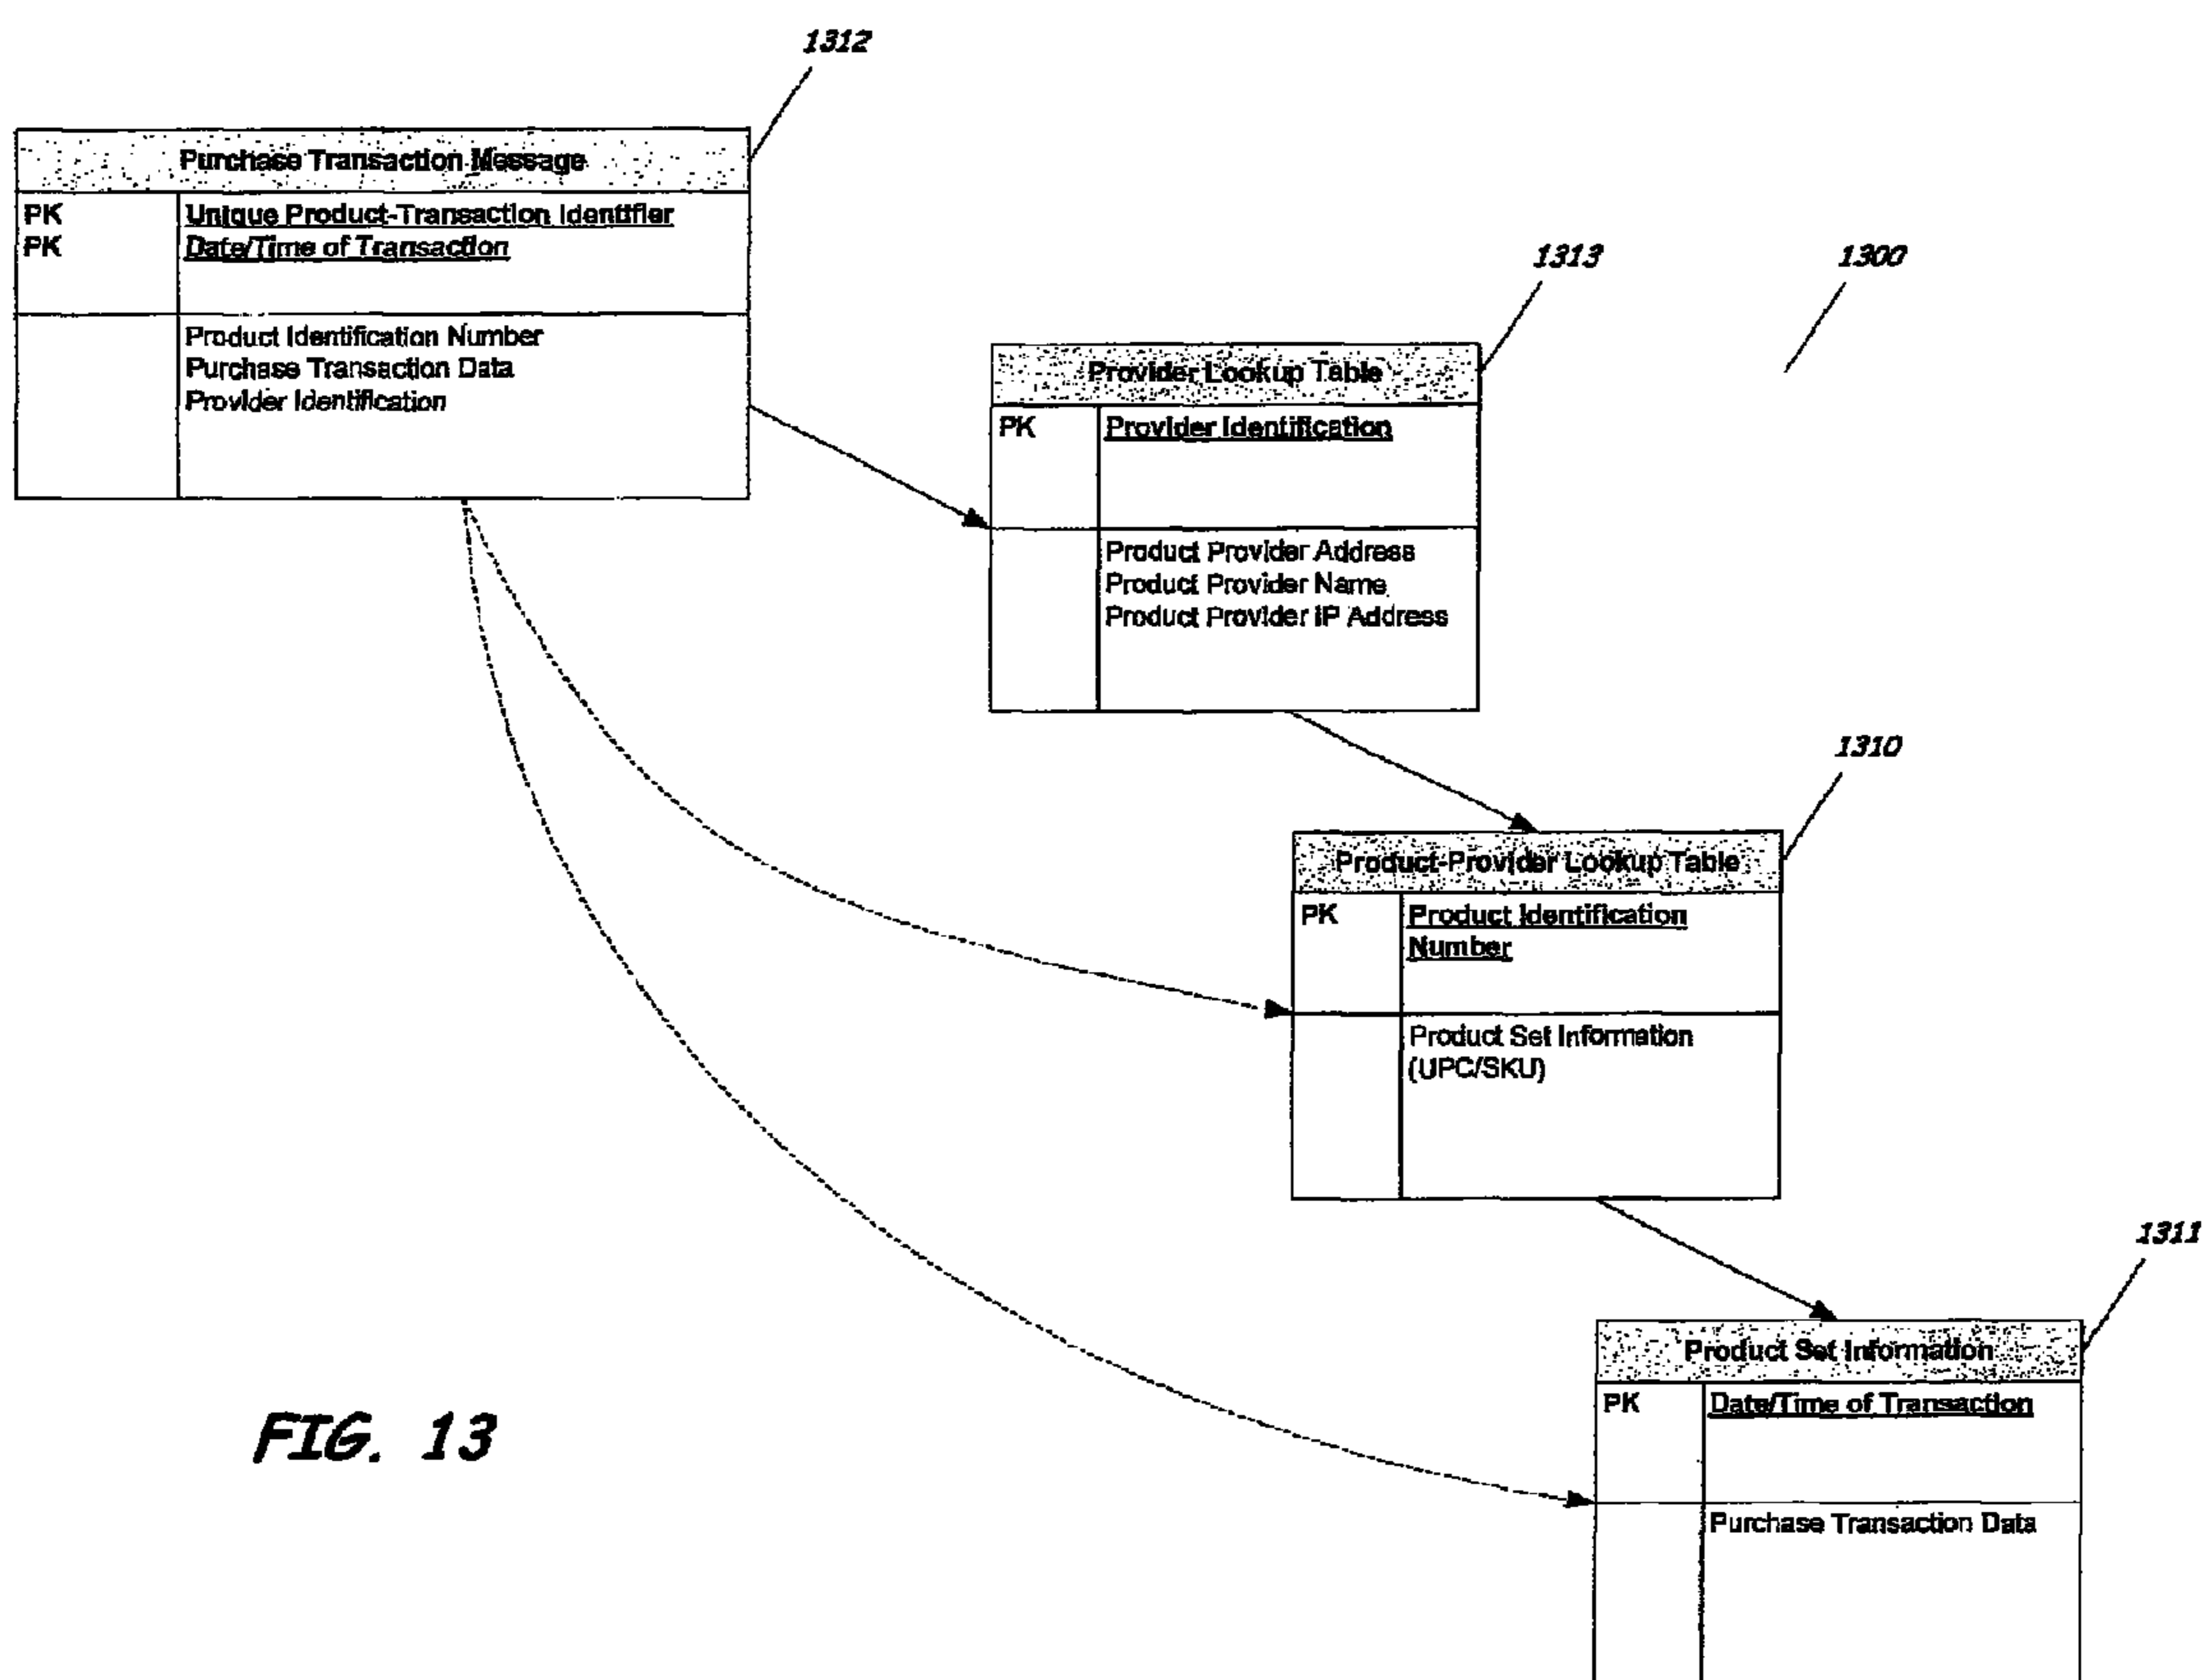 1312
Purchase Transaction Message
PK Unique Product-Transaction Identifier
PK Date/Time of Transaction
Product Identification Number
Purchase Transaction Data
Provider Identification
1313
1300
Provider Lookup Table
PK Provider Identification
Product Provider Address
Product Provider Name
Product Provider IP Address
1310
Product-Provider Lookup Table
PK Product Identification
Number
Product Set Information
(UPC/SKU)
1311
Product Set Information
PK Date/Time of Transaction
Purchase Transaction Data
FIG. 13